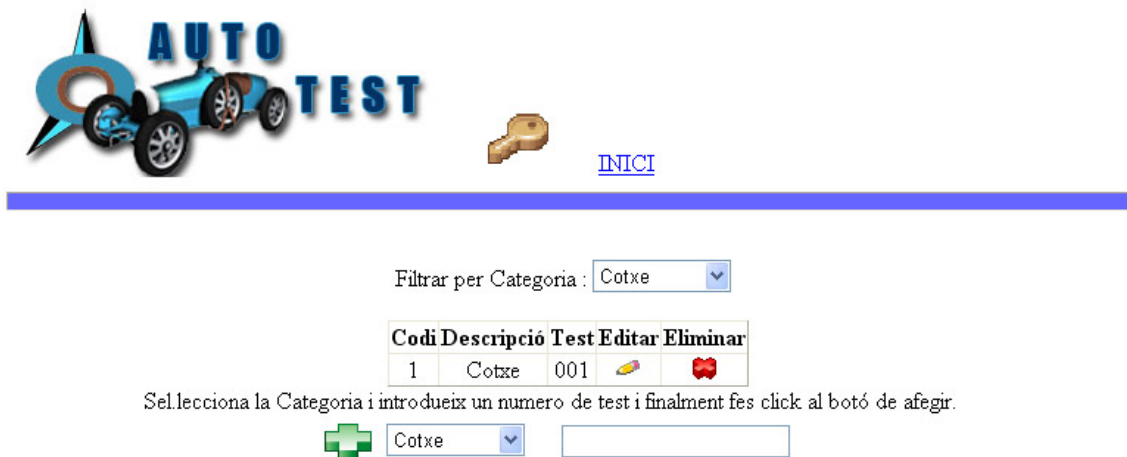 AUTO
TEST
INICI
Filtrar per Categoria : Cotxe
Codi Descripció Test Editar Eliminar
1 Cotxe 001
Sel.lecciona la Categoria i introdueix un numero de test i finalment fes click al botó de afegir.
Cotxe